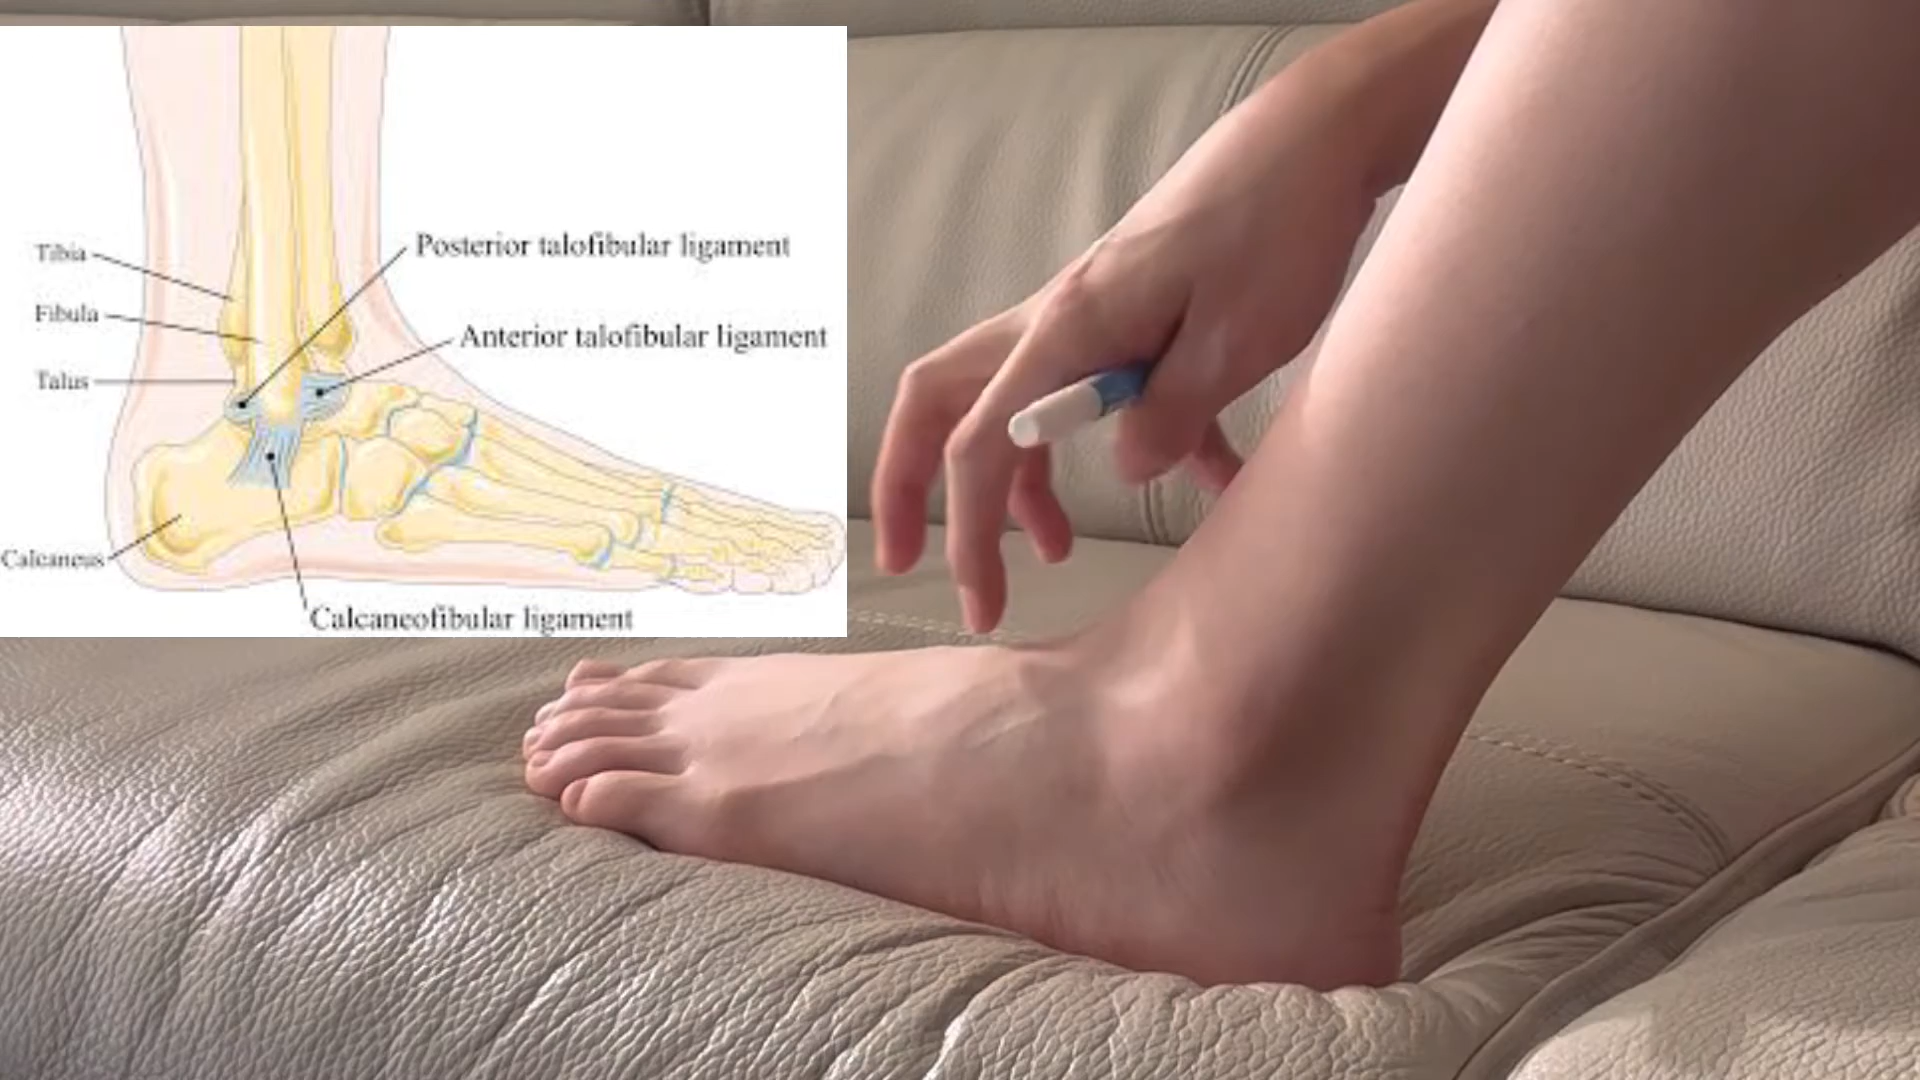 Posterior talofibular ligament
Tibia
Fibula
Anterior talofibular ligament
Talus
Calcaneus
Calcaneofibular ligament